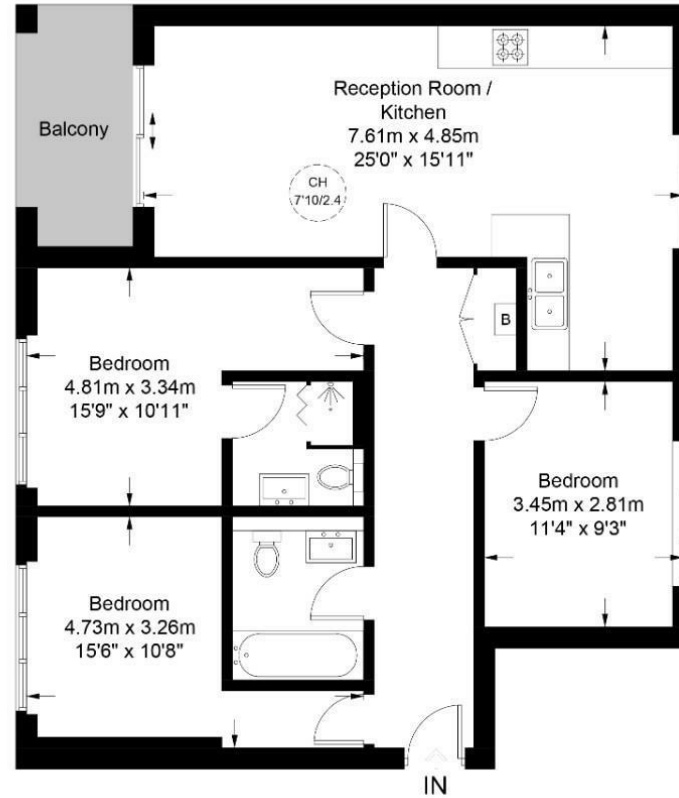 Balcony
Reception Room /
Kitchen
7.61m x 4.85m
25'0" x 15'11"
CH
7'10/2.4
B
Bedroom
4.81m x 3.34m
15'9" x 10'11"
Bedroom
3.45m x 2.81m
11'4" x 9'3"
Bedroom
4.73m x 3.26m
15'6" x 10'8"
IN